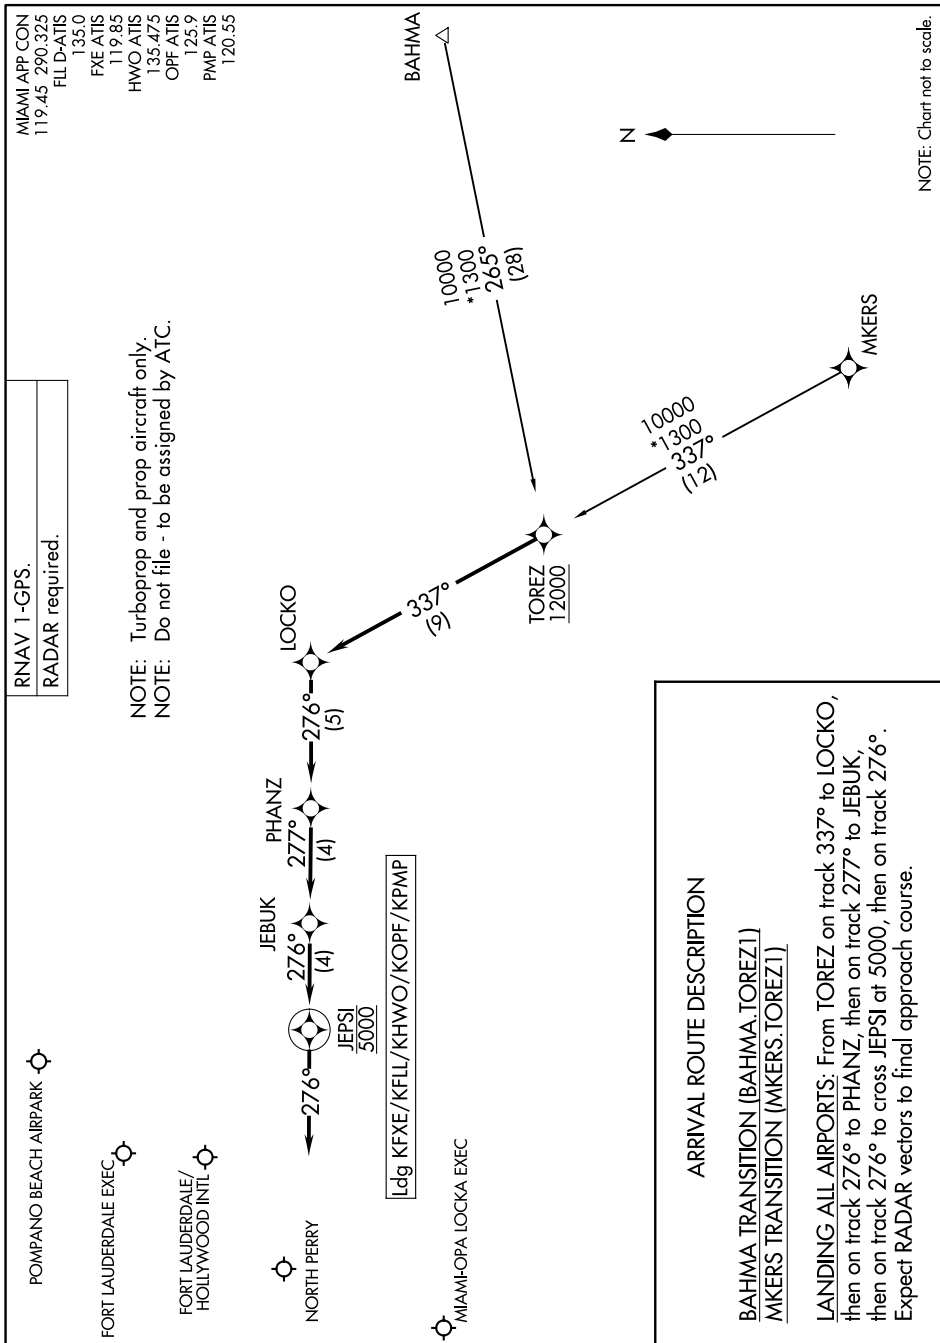 MIAMI APP CON
119.45 290.325
FLL D-ATIS
135.0
FXE ATIS
119.85
HWO ATIS
135.475
OPF ATIS
125.9
PMP ATIS
120.55
RNAV 1-GPS.
RADAR required.
NOTE: Turboprop and prop aircraft only.
NOTE: Do not file - to be assigned by ATC.
POMPANO BEACH AIRPARK
FORT LAUDERDALE EXEC
FORT LAUDERDALE/
HOLLYWOOD INTL
NORTH PERRY
MIAMI-OPA LOCKA EXEC
276°
JEPSI
5000
276°
(4)
JEBUK
277°
(4)
PHANZ
276°
(5)
LOCKO
337°
(9)
TOREZ
12000
10000
*1300
265°
(28)
BAHMA
10000
*1300
337°
(12)
MKERS
N
Ldg KFXE/KFLL/KHWO/KOPF/KPMP
ARRIVAL ROUTE DESCRIPTION
BAHMA TRANSITION (BAHMA.TOREZ1)
MKERS TRANSITION (MKERS.TOREZ1)
LANDING ALL AIRPORTS: From TOREZ on track 337° to LOCKO,
then on track 276° to PHANZ, then on track 277° to JEBUK,
then on track 276° to cross JEPSI at 5000, then on track 276°.
Expect RADAR vectors to final approach course.
NOTE: Chart not to scale.